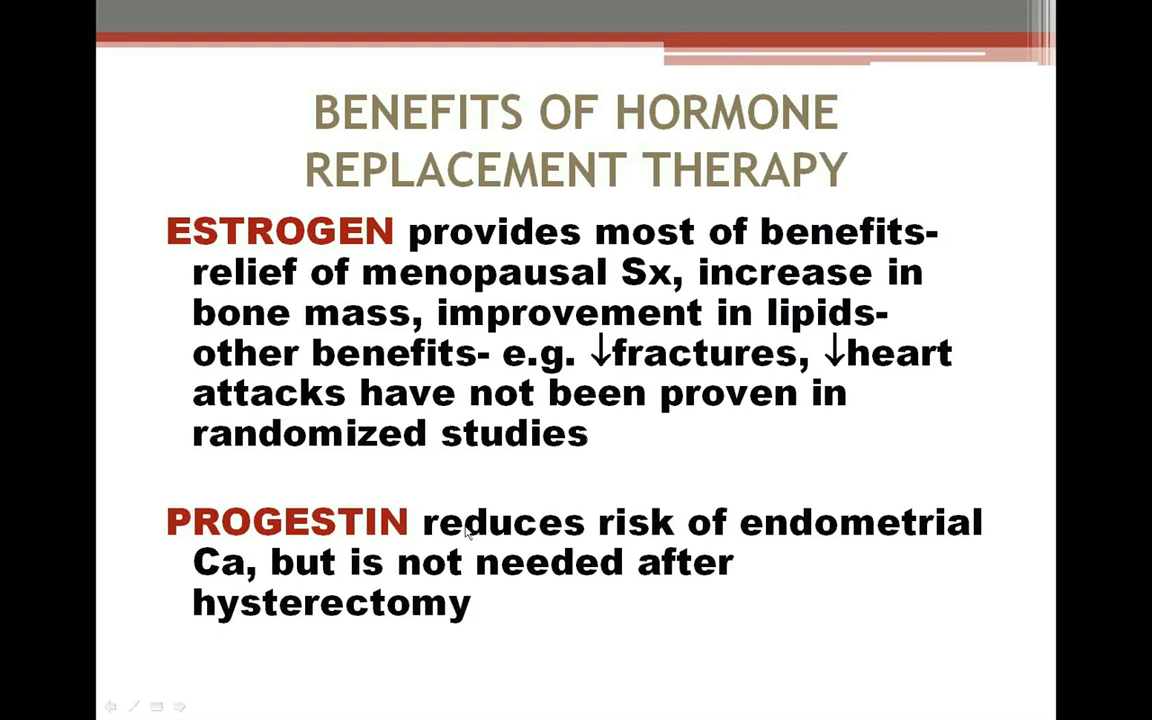 BENEFITS OF HORMONE
REPLACEMENT THERAPY
ESTROGEN provides most of benefits-
relief of menopausal Sx, increase in
bone mass, improvement in lipids-
other benefits- e.g. ↓fractures, ↓heart
attacks have not been proven in
randomized studies
PROGESTIN reduces risk of endometrial
Ca, but is not needed after
hysterectomy